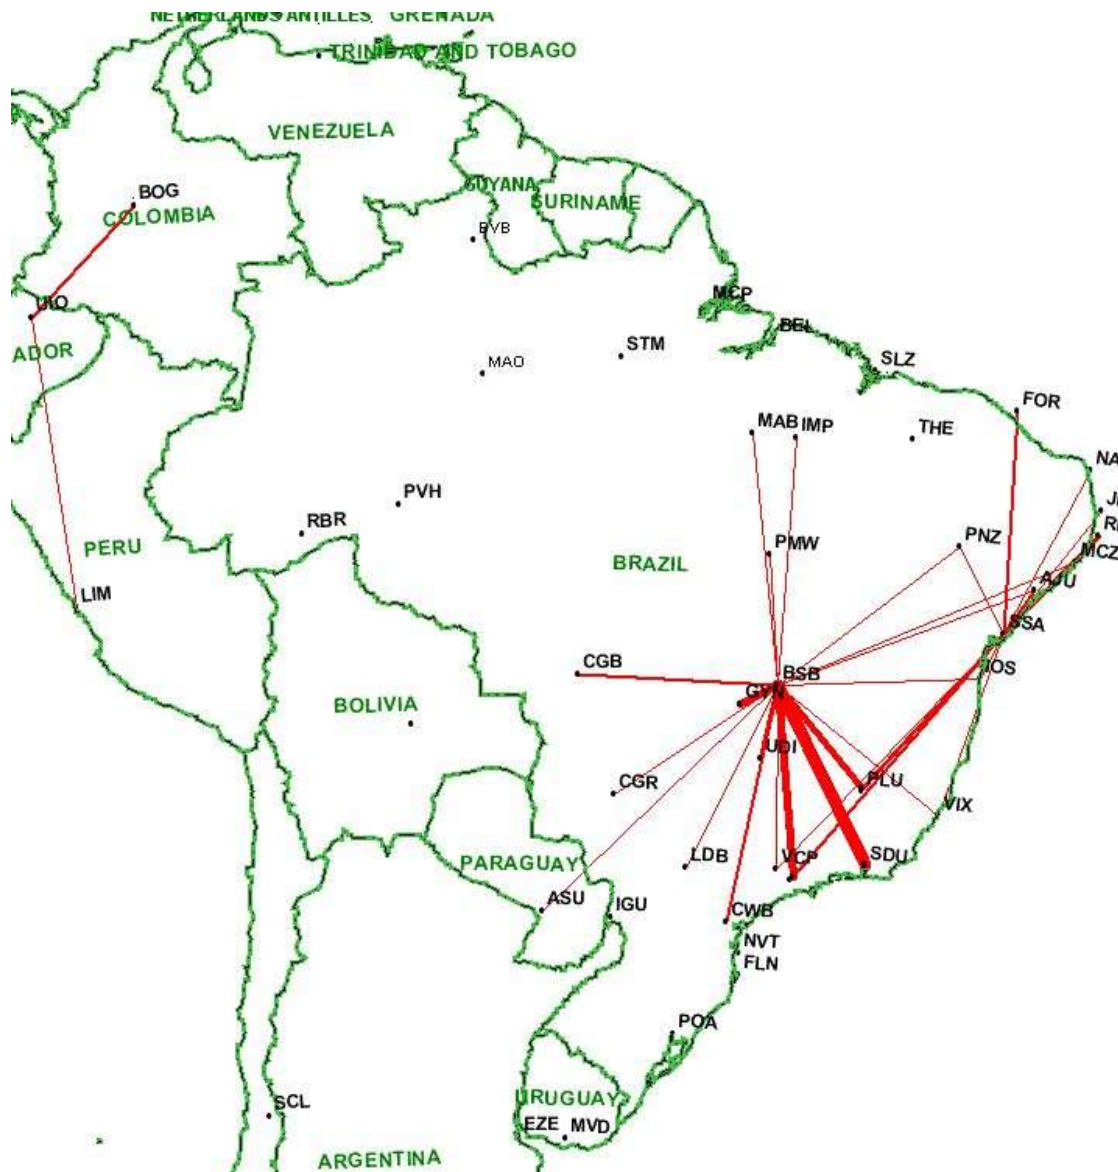 NETHERLANDS ANTILLES GRENADA
TRINIDAD AND TOBAGO
VENEZUELA
BOG
COLOMBIA
GUYANA
SURINAME
BVB
UIO
ADOR
MCP
BEL
STM
MAO
SLZ
FOR
MAB
IMP
THE
NA
PVH
RBR
PERU
BRAZIL
PMW
PNZ
MCZ
AJU
LIM
SSA
CGB
BSB
IOS
GYN
BOLIVIA
UDI
CGR
PLU
VIX
PARAGUAY
LDB
VCP
SDU
ASU
IGU
CWB
NVT
FLN
POA
SCL
URUGUAY
EZE
MVD
ARGENTINA